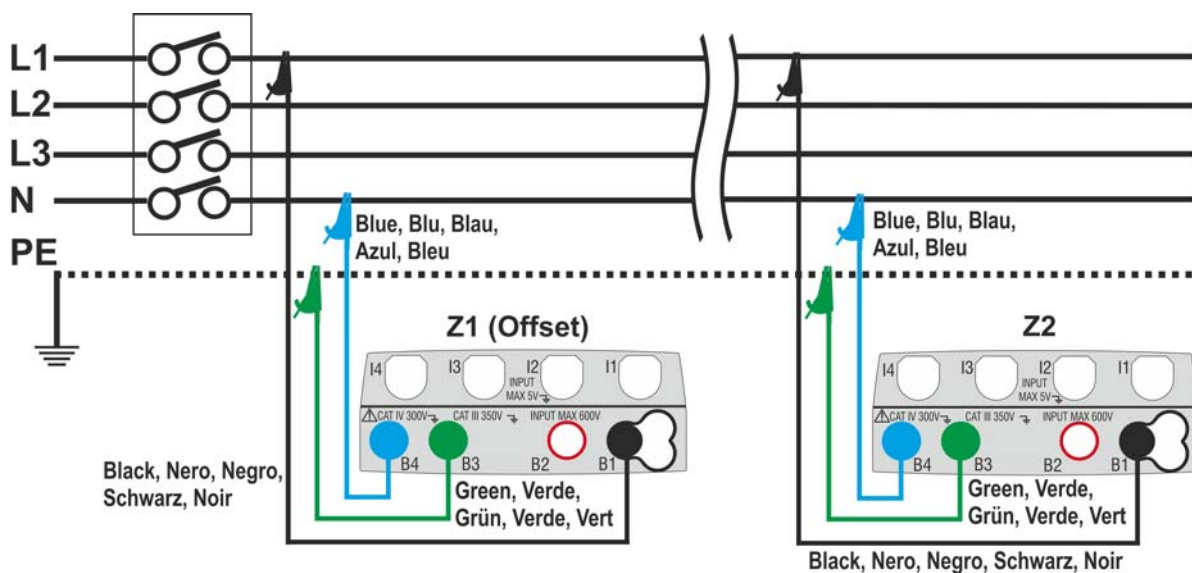 L1
L2
L3
N
PE
Blue, Blu, Blau,
Azul, Bleu
Blue, Blu, Blau,
Azul, Bleu
Z1 (Offset)
I4 I3 I2 I1
INPUT
MAX 5V
CAT IV 300V CAT III 350V INPUT MAX 600V
B4 B3 B2 B1
Black, Nero, Negro,
Schwarz, Noir
Green, Verde,
Grün, Verde, Vert
Z2
I4 I3 I2 I1
INPUT
MAX 5V
CAT IV 300V CAT III 350V INPUT MAX 600V
B4 B3 B2 B1
Green, Verde,
Grün, Verde, Vert
Black, Nero, Negro, Schwarz, Noir